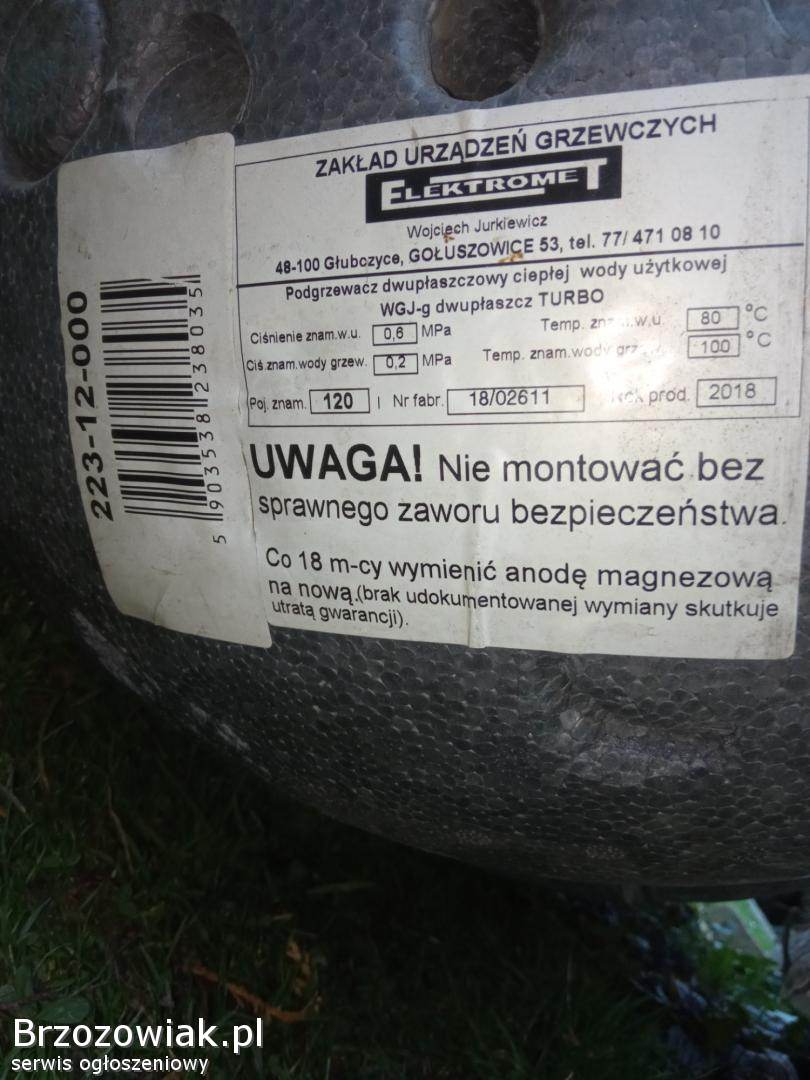 ZAKŁAD URZĄDZEŃ GRZEWCZYCH
ELEKTROMET
Wojciech Jurkiewicz
48-100 Głubczyce, GOŁUSZOWICE 53, tel. 77/ 471 08 10
Podgrzewacz dwupłaszczowy ciepłej wody użytkowej
WGJ-g dwupłaszcz TURBO
Ciśnienie znam.w.u. 0,6 MPa Temp. w.u. 80 °C
Ciś.znam.wody grzew. 0,2 MPa Temp. znam.wody 100 °C
Poj. znam. 120 l Nr fabr. 18/02611 Rok prod. 2018
223-12-000
5 903538 238035
UWAGA! Nie montować bez
sprawnego zaworu bezpieczeństwa.
Co 18 m-cy wymienić anodę magnezową
na nową.(brak udokumentowanej wymiany skutkuje
utratą gwarancji).
Brzozowiak.pl
serwis ogłoszeniowy